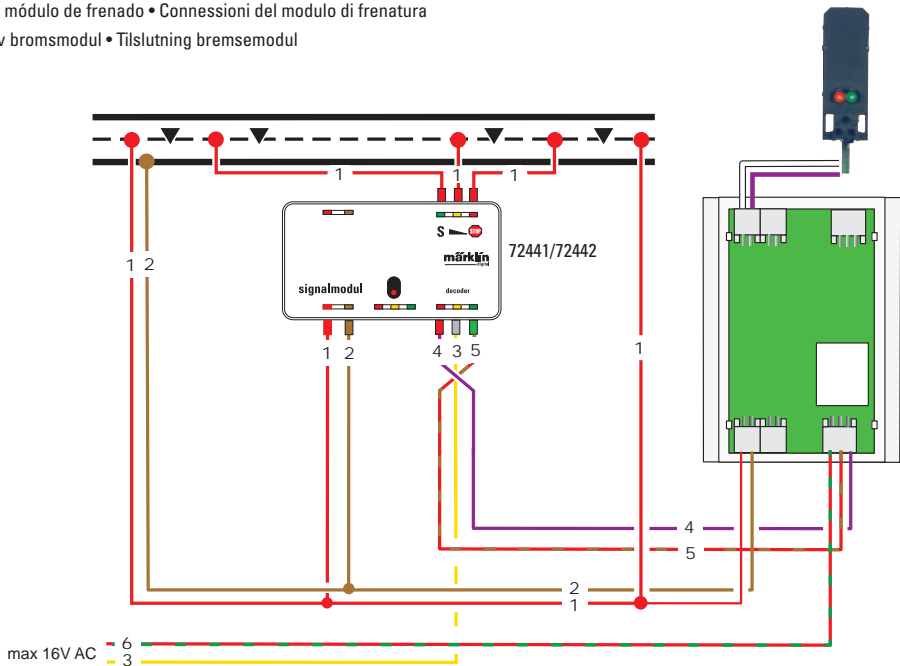 módulo de frenado • Connessioni del modulo di frenatura
bromsmodul • Tilslutning bremsemodul
1 1 1
S STOP
72441/72442
märklin
digital
1 2
signalmodul
decoder
1 2 4 3 5 1
4
5
2
1
6
max 16V AC
3